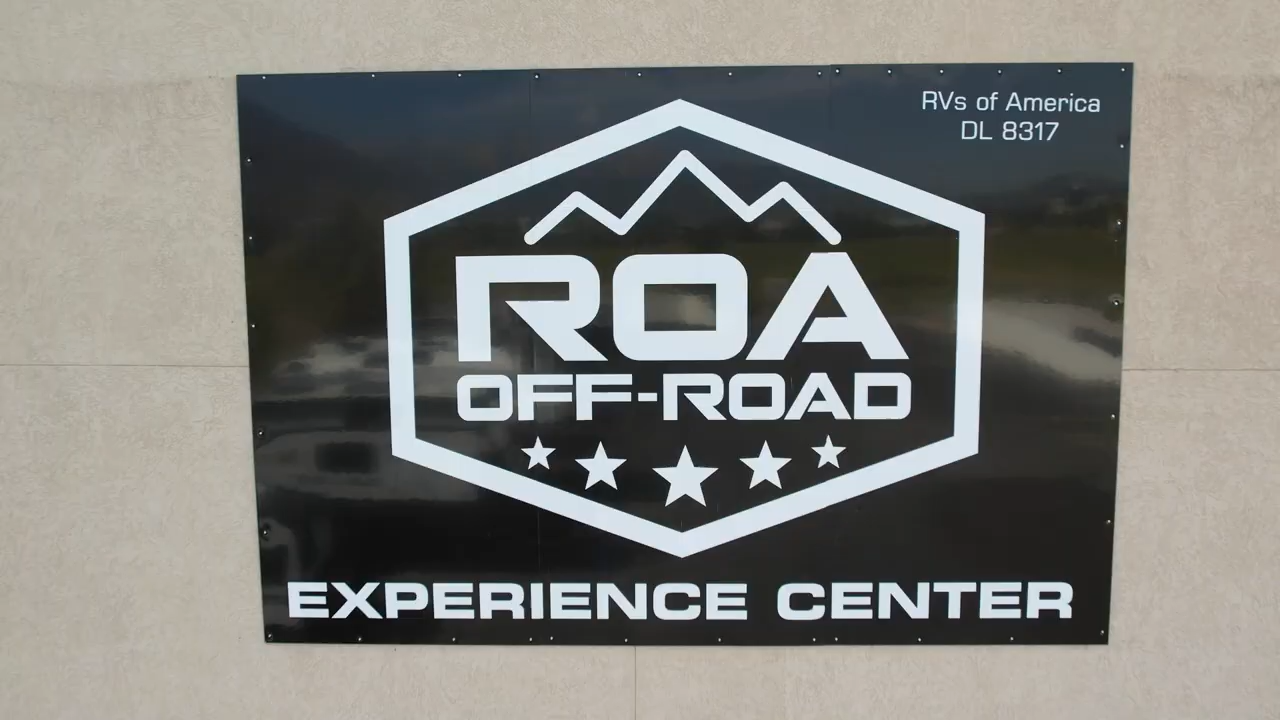 RVs of America
DL 8317
ROA
OFF-ROAD
EXPERIENCE CENTER